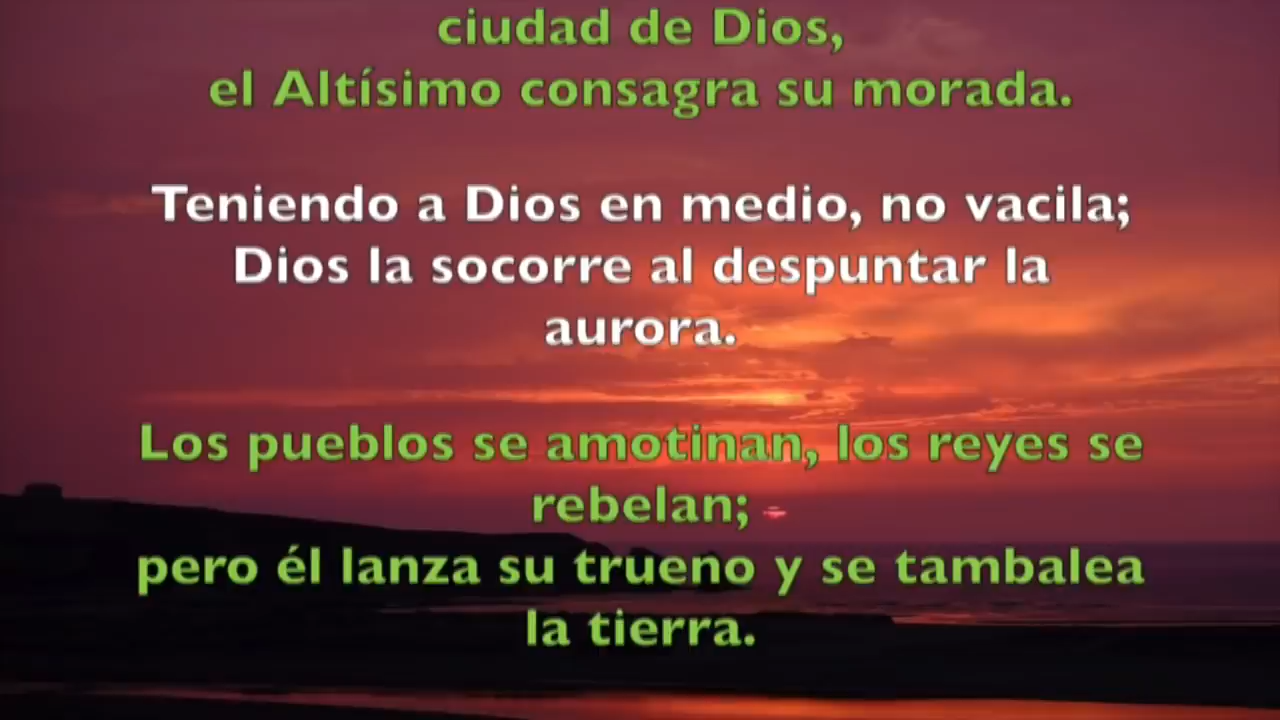 ciudad de Dios,
el Altísimo consagra su morada.
Teniendo a Dios en medio, no vacila;
Dios la socorre al despuntar la
aurora.
Los pueblos se amotinan, los reyes se
rebelan;
pero él lanza su trueno y se tambalea
la tierra.